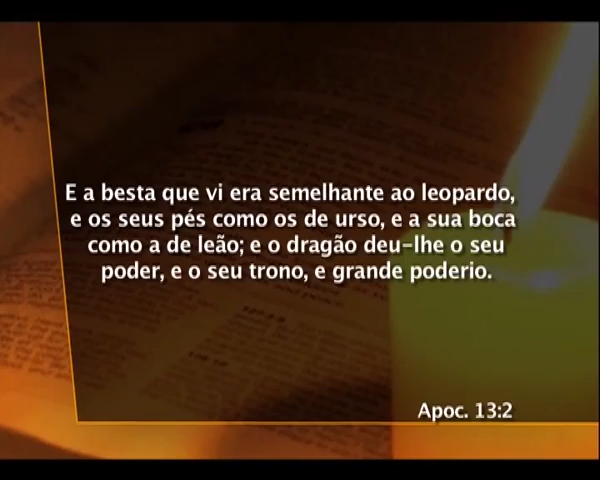 E a besta que vi era semelhante ao leopardo,
e os seus pés como os de urso, e a sua boca
como a de leão; e o dragão deu-lhe o seu
poder, e o seu trono, e grande poderio.
Apoc. 13:2